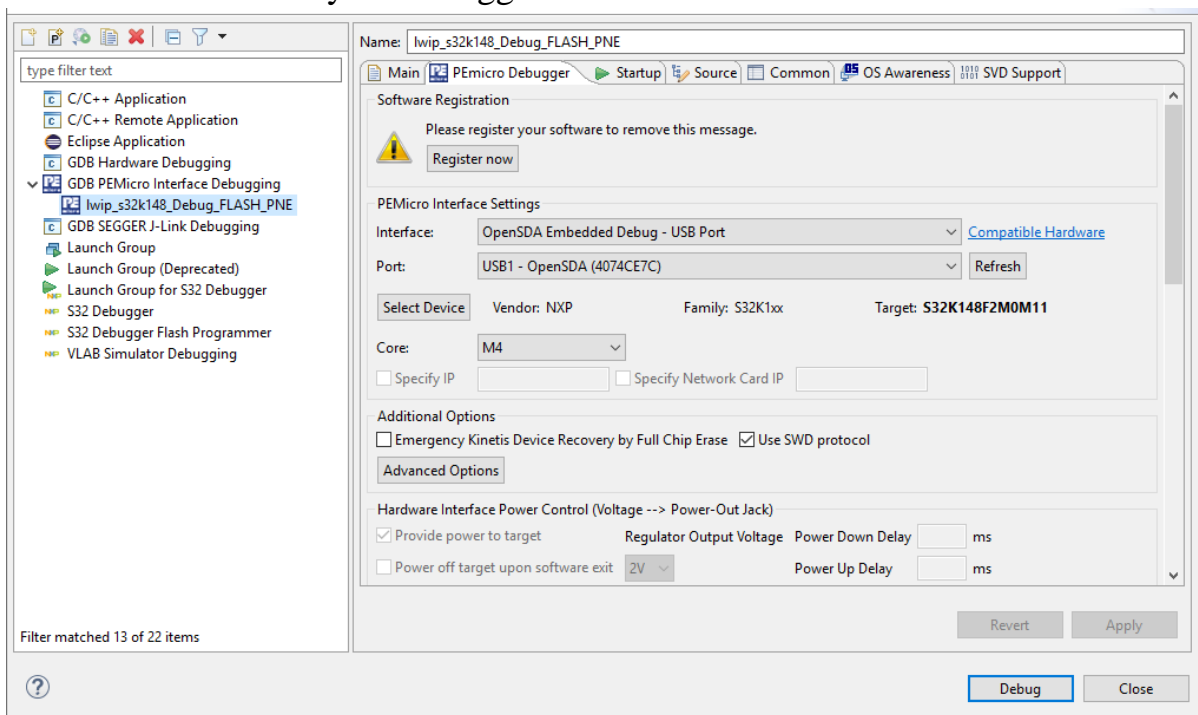 Name: lwip_s32k148_Debug_FLASH_PNE
type filter text
C/C++ Application
C/C++ Remote Application
Eclipse Application
GDB Hardware Debugging
GDB PEMicro Interface Debugging
lwip_s32k148_Debug_FLASH_PNE
GDB SEGGER J-Link Debugging
Launch Group
Launch Group (Deprecated)
Launch Group for S32 Debugger
S32 Debugger
S32 Debugger Flash Programmer
VLAB Simulator Debugging
Filter matched 13 of 22 items
Main PEmicro Debugger Startup Source Common OS Awareness SVD Support
Software Registration
Please register your software to remove this message.
Register now
PEMicro Interface Settings
Interface: OpenSDA Embedded Debug - USB Port Compatible Hardware
Port: USB1 - OpenSDA (4074CE7C) Refresh
Select Device Vendor: NXP Family: S32K1xx Target: S32K148F2M0M11
Core: M4
Specify IP Specify Network Card IP
Additional Options
Emergency Kinetis Device Recovery by Full Chip Erase Use SWD protocol
Advanced Options
Hardware Interface Power Control (Voltage --> Power-Out Jack)
Provide power to target Regulator Output Voltage Power Down Delay ms
Power off target upon software exit 2V Power Up Delay ms
Revert Apply
Debug Close